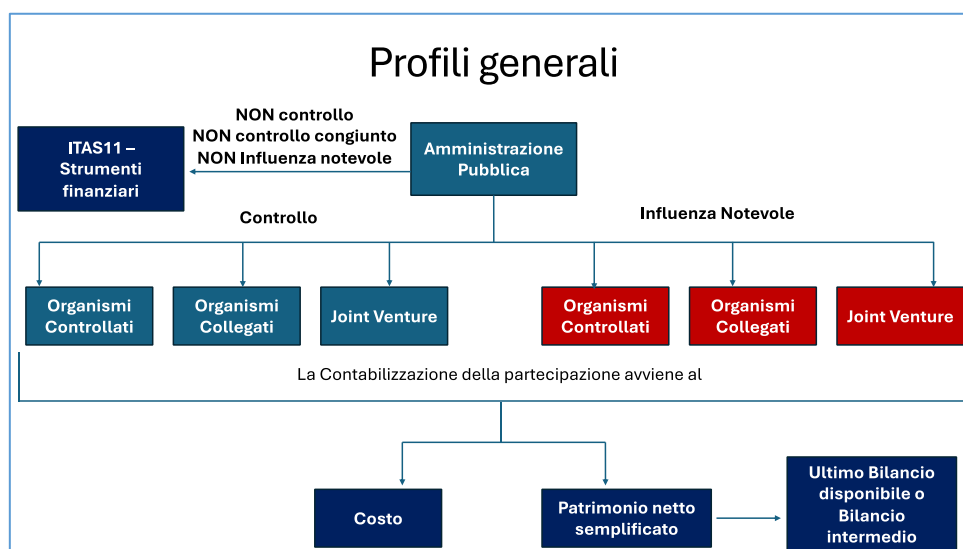 Profili generali
NON controllo
NON controllo congiunto
NON Influenza notevole
ITAS11 –
Strumenti
finanziari
Amministrazione
Pubblica
Controllo
Influenza Notevole
Organismi
Controllati
Organismi
Collegati
Joint Venture
Organismi
Controllati
Organismi
Collegati
Joint Venture
La Contabilizzazione della partecipazione avviene al
Costo
Patrimonio netto
semplificato
Ultimo Bilancio
disponibile o
Bilancio
intermedio